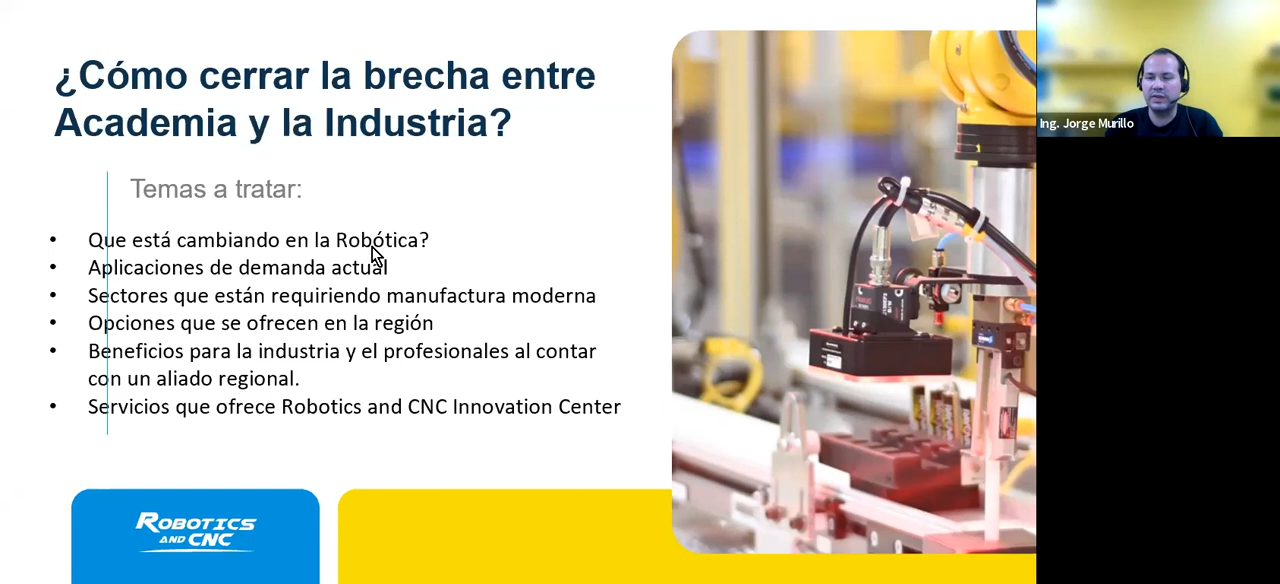 ¿Cómo cerrar la brecha entre
Academia y la Industria?
Temas a tratar:
• Que está cambiando en la Robótica?
• Aplicaciones de demanda actual
• Sectores que están requiriendo manufactura moderna
• Opciones que se ofrecen en la región
• Beneficios para la industria y el profesionales al contar
con un aliado regional.
• Servicios que ofrece Robotics and CNC Innovation Center
ROBOTICS
AND CNC
Ing. Jorge Murillo